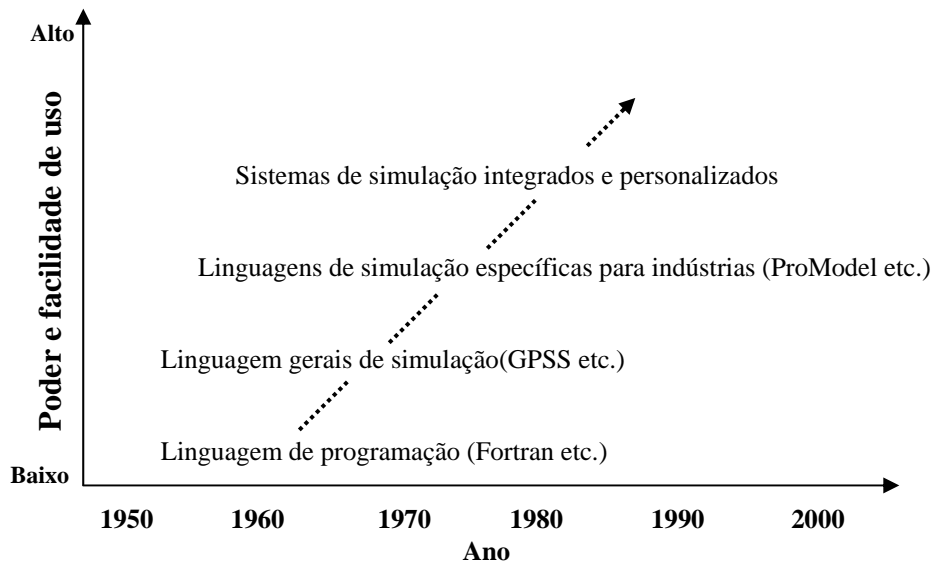 Alto
Poder e facilidade de uso
Sistemas de simulação integrados e personalizados
Linguagens de simulação específicas para indústrias (ProModel etc.)
Linguagem gerais de simulação(GPSS etc.)
Linguagem de programação (Fortran etc.)
Baixo
1950 1960 1970 1980 1990 2000
Ano